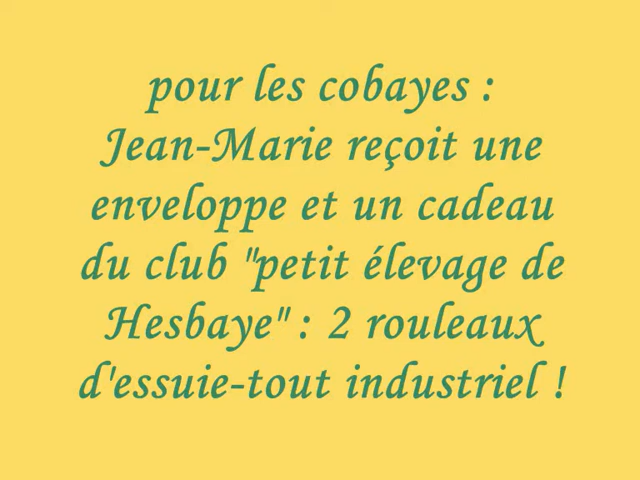 pour les cobayes :
Jean-Marie reçoit une
enveloppe et un cadeau
du club "petit élevage de
Hesbaye" : 2 rouleaux
d'essuie-tout industriel !